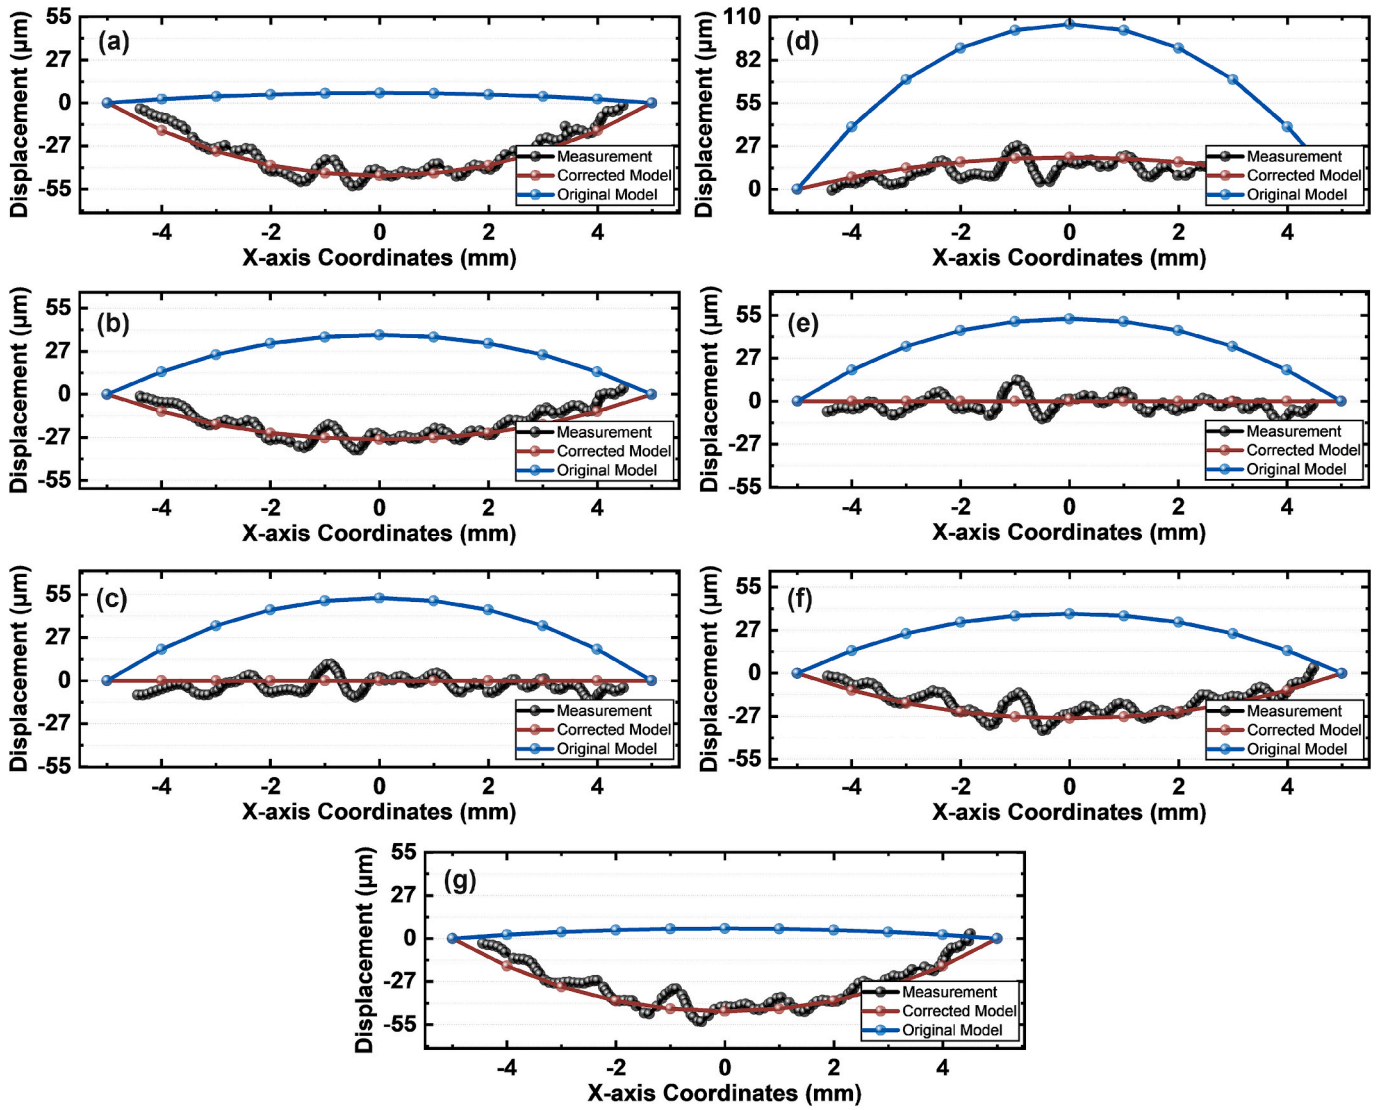 (a)
Displacement (μm)
55
27
0
-27
-55
Measurement
Corrected Model
Original Model
-4 -2 0 2 4
X-axis Coordinates (mm)
(d)
Displacement (μm)
110
82
55
27
0
Measurement
Corrected Model
Original Model
-4 -2 0 2 4
X-axis Coordinates (mm)
(b)
Displacement (μm)
55
27
0
-27
-55
Measurement
Corrected Model
Original Model
-4 -2 0 2 4
X-axis Coordinates (mm)
(e)
Displacement (μm)
55
27
0
-27
-55
Measurement
Corrected Model
Original Model
-4 -2 0 2 4
X-axis Coordinates (mm)
(c)
Displacement (μm)
55
27
0
-27
-55
Measurement
Corrected Model
Original Model
-4 -2 0 2 4
X-axis Coordinates (mm)
(f)
Displacement (μm)
55
27
0
-27
-55
Measurement
Corrected Model
Original Model
-4 -2 0 2 4
X-axis Coordinates (mm)
(g)
Displacement (μm)
55
27
0
-27
-55
Measurement
Corrected Model
Original Model
-4 -2 0 2 4
X-axis Coordinates (mm)